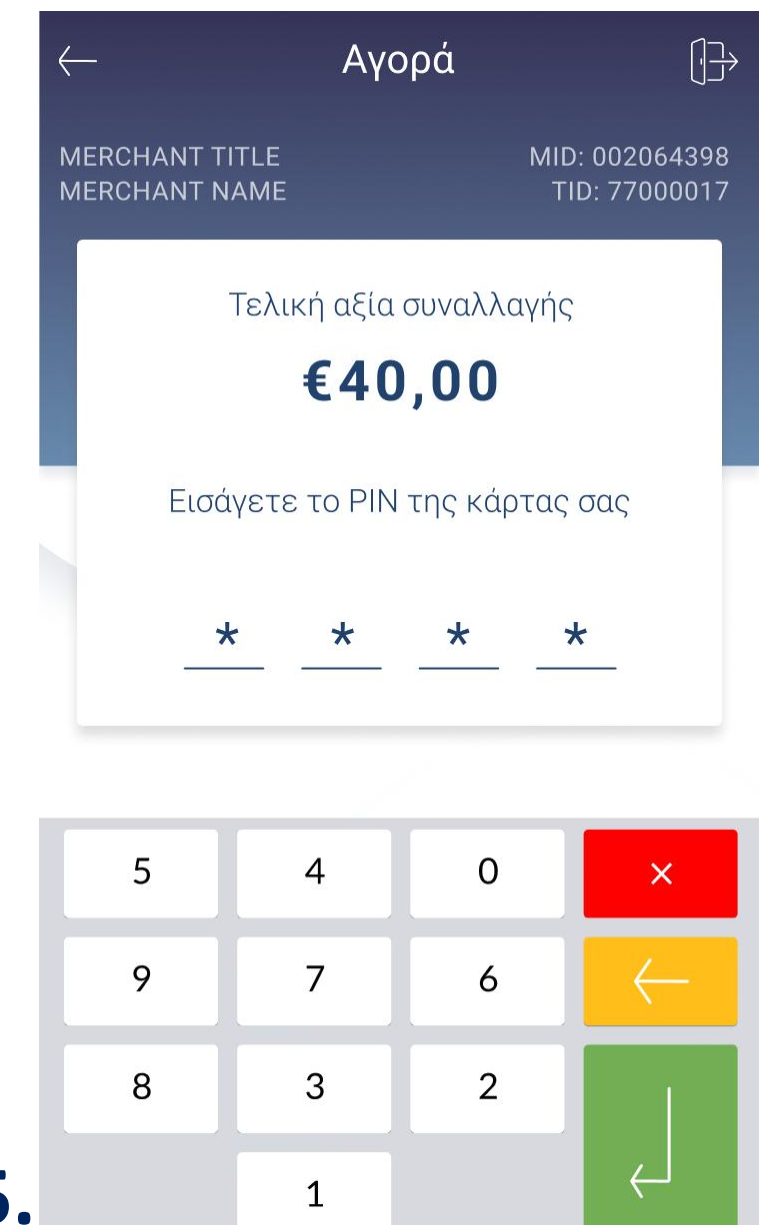 Αγορά
MERCHANT TITLE MID: 002064398
MERCHANT NAME TID: 77000017
Τελική αξία συναλλαγής
€40,00
Εισάγετε το PIN της κάρτας σας
* * * *
5 4 0 ×
9 7 6
8 3 2
1
5.